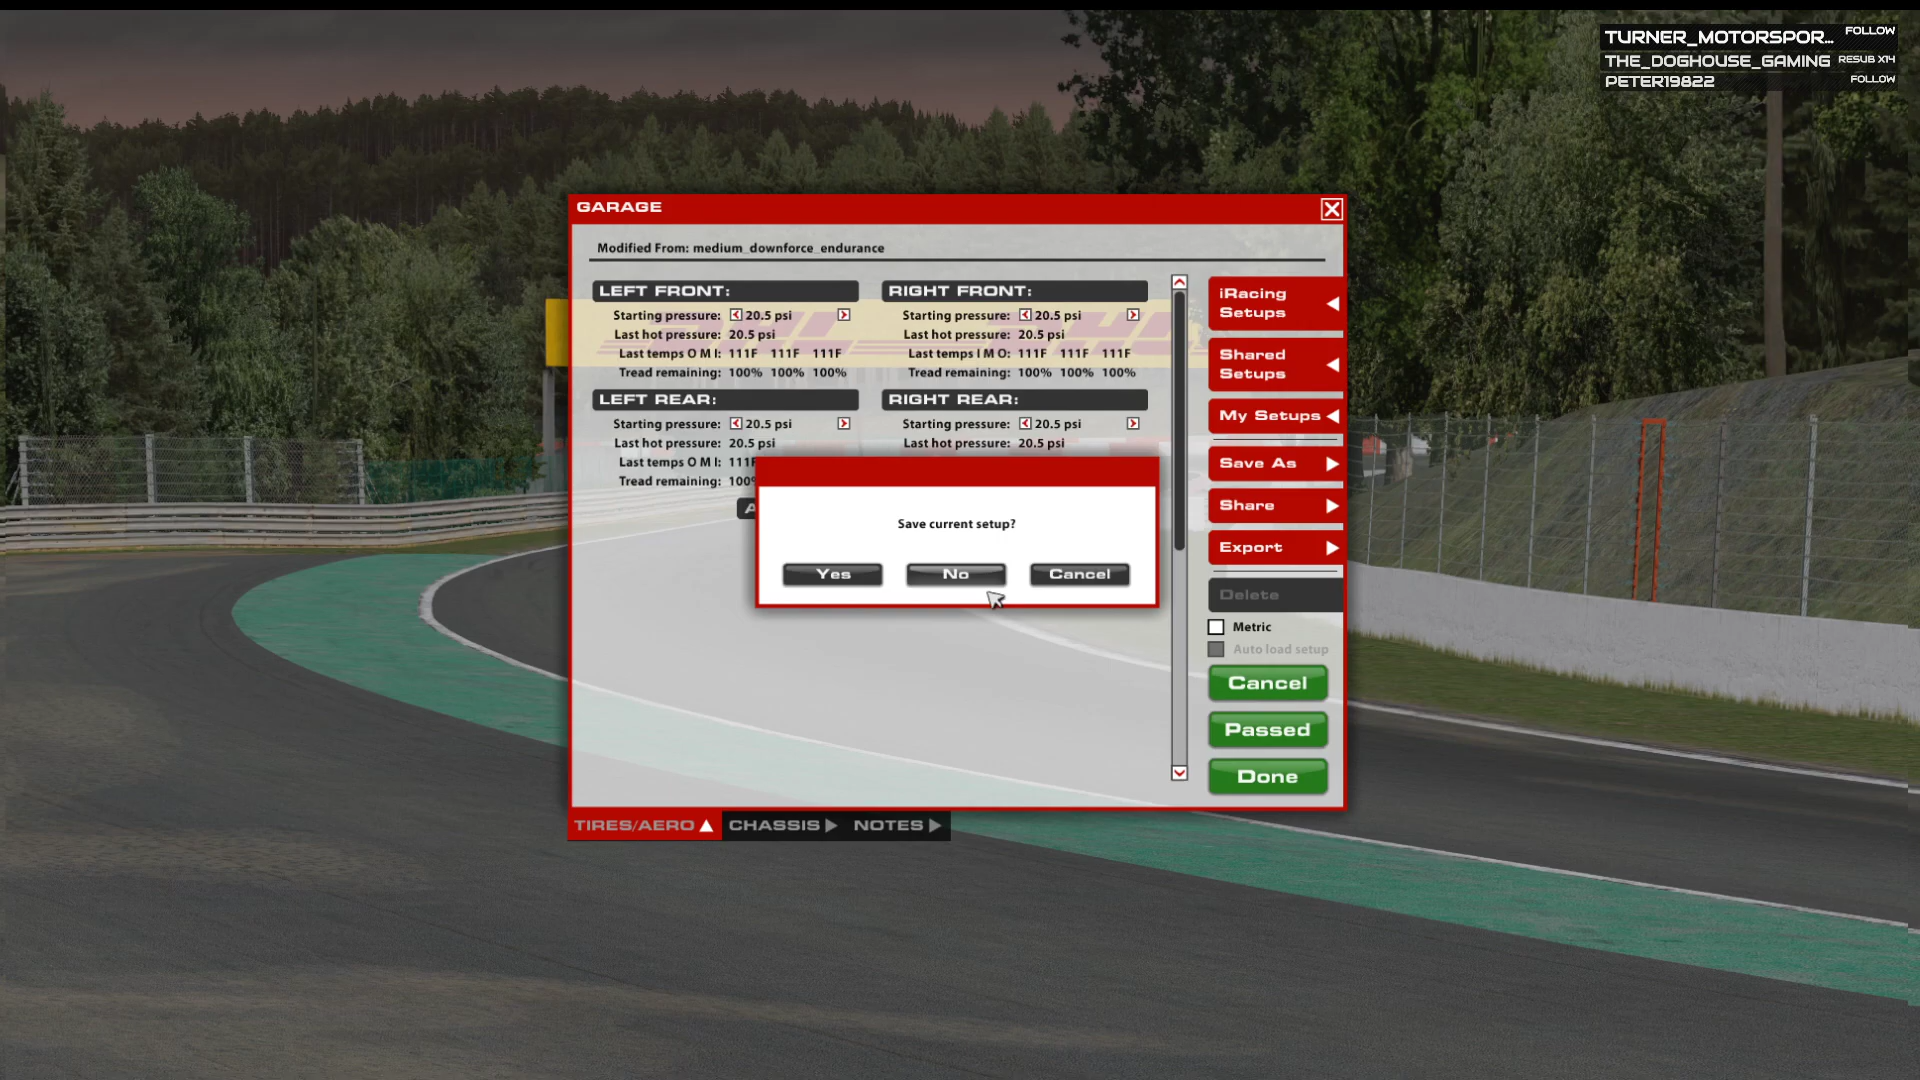 TURNER_MOTORSPOR... FOLLOW
THE_DOGHOUSE_GAMING RESUB X14
PETER19822 FOLLOW
GARAGE
Modified From: medium_downforce_endurance
LEFT FRONT:
Starting pressure: 20.5 psi
Last hot pressure: 20.5 psi
Last temps O M I: 111F 111F 111F
Tread remaining: 100% 100% 100%
RIGHT FRONT:
Starting pressure: 20.5 psi
Last hot pressure: 20.5 psi
Last temps I M O: 111F 111F 111F
Tread remaining: 100% 100% 100%
LEFT REAR:
Starting pressure: 20.5 psi
Last hot pressure: 20.5 psi
Last temps O M I: 111F
Tread remaining: 100%
RIGHT REAR:
Starting pressure: 20.5 psi
Last hot pressure: 20.5 psi
Save current setup?
Yes No Cancel
iRacing
Setups
Shared
Setups
My Setups
Save As
Share
Export
Delete
Metric
Auto load setup
Cancel
Passed
Done
TIRES/AERO CHASSIS NOTES